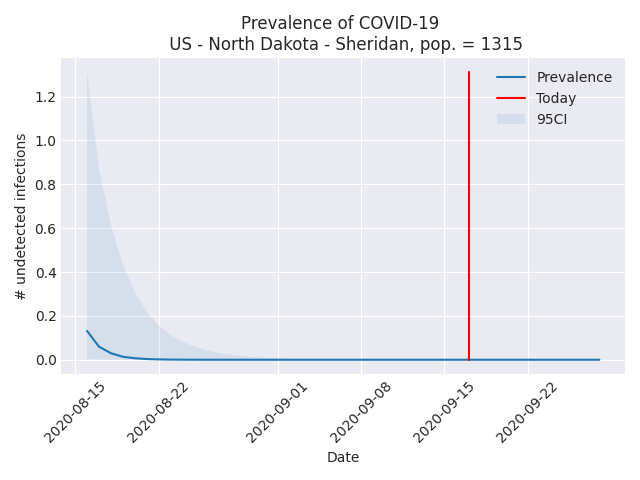 Prevalence of COVID-19
US - North Dakota - Sheridan, pop. = 1315
Prevalence
Today
95CI
# undetected infections
1.2
1.0
0.8
0.6
0.4
0.2
0.0
2020-08-15
2020-08-22
2020-09-01
2020-09-08
2020-09-15
2020-09-22
Date